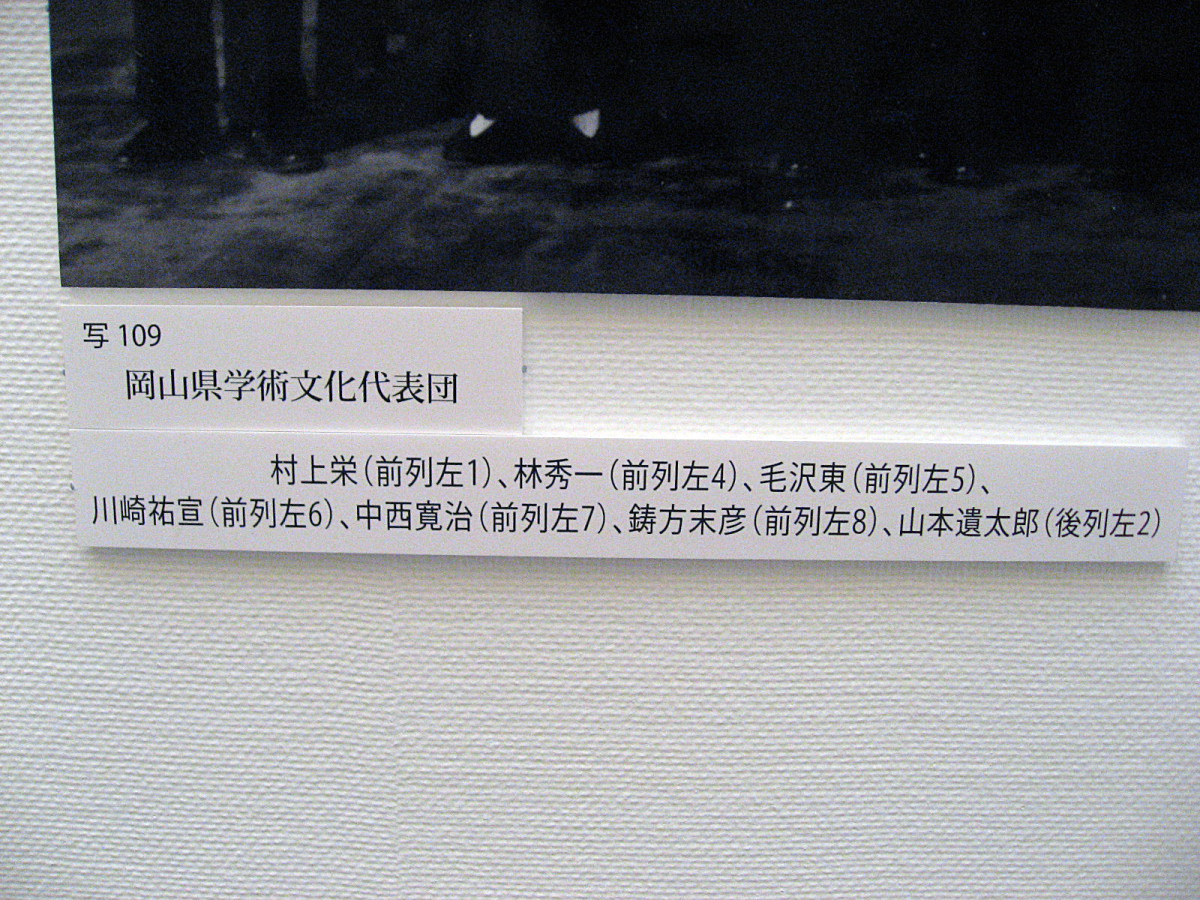 写 109
岡山県学術文化代表団
村上栄（前列左1）、林秀一（前列左4）、毛沢東（前列左5）、
川崎祐宣（前列左6）、中西寛治（前列左7）、鋳方末彦（前列左8）、山本遺太郎（後列左2）